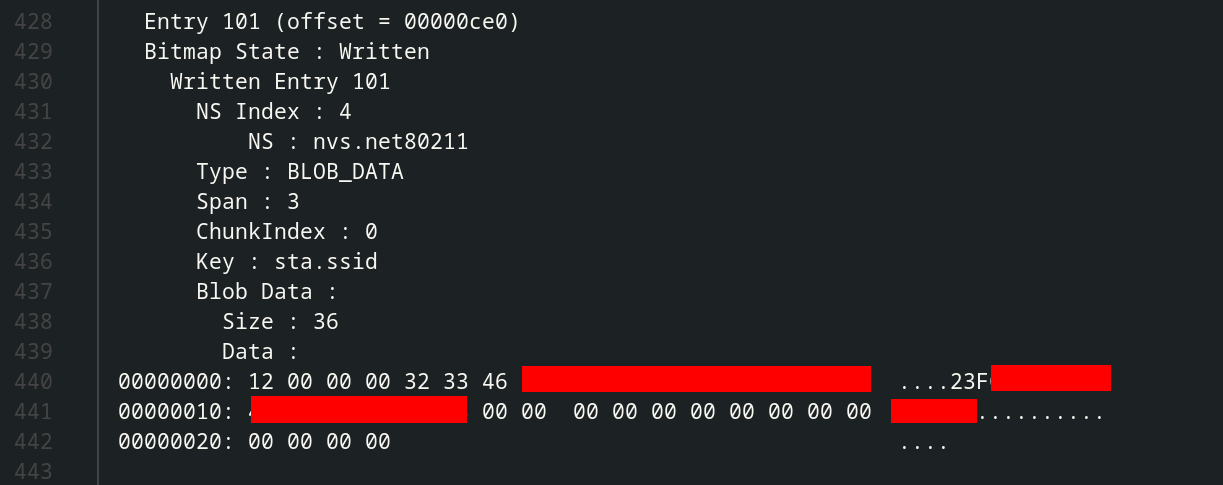 428 Entry 101 (offset = 00000ce0)
429 Bitmap State : Written
430 Written Entry 101
431 NS Index : 4
432 NS : nvs.net80211
433 Type : BLOB_DATA
434 Span : 3
435 ChunkIndex : 0
436 Key : sta.ssid
437 Blob Data :
438 Size : 36
439 Data :
440 00000000: 12 00 00 00 32 33 46 ....23F
441 00000010: 00 00 00 00 00 00 00 00 00 00 ..........
442 00000020: 00 00 00 00 ....
443